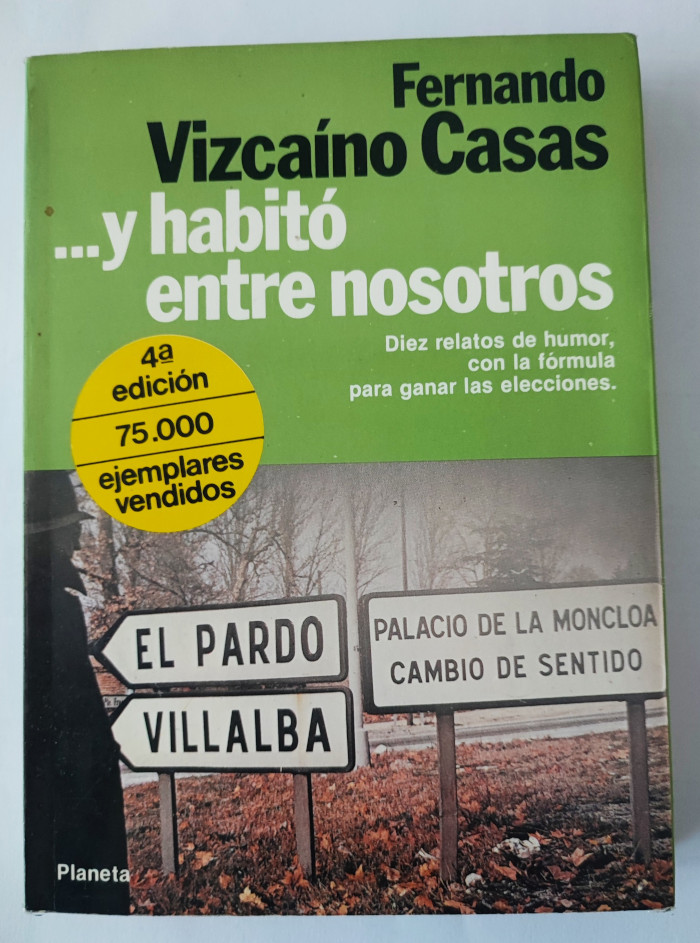 Fernando
Vizcaíno Casas
...y habitó
entre nosotros
Diez relatos de humor,
con la fórmula
para ganar las elecciones.
4ª
edición
75.000
ejemplares
vendidos
EL PARDO
VILLALBA
PALACIO DE LA MONCLOA
CAMBIO DE SENTIDO
Planeta